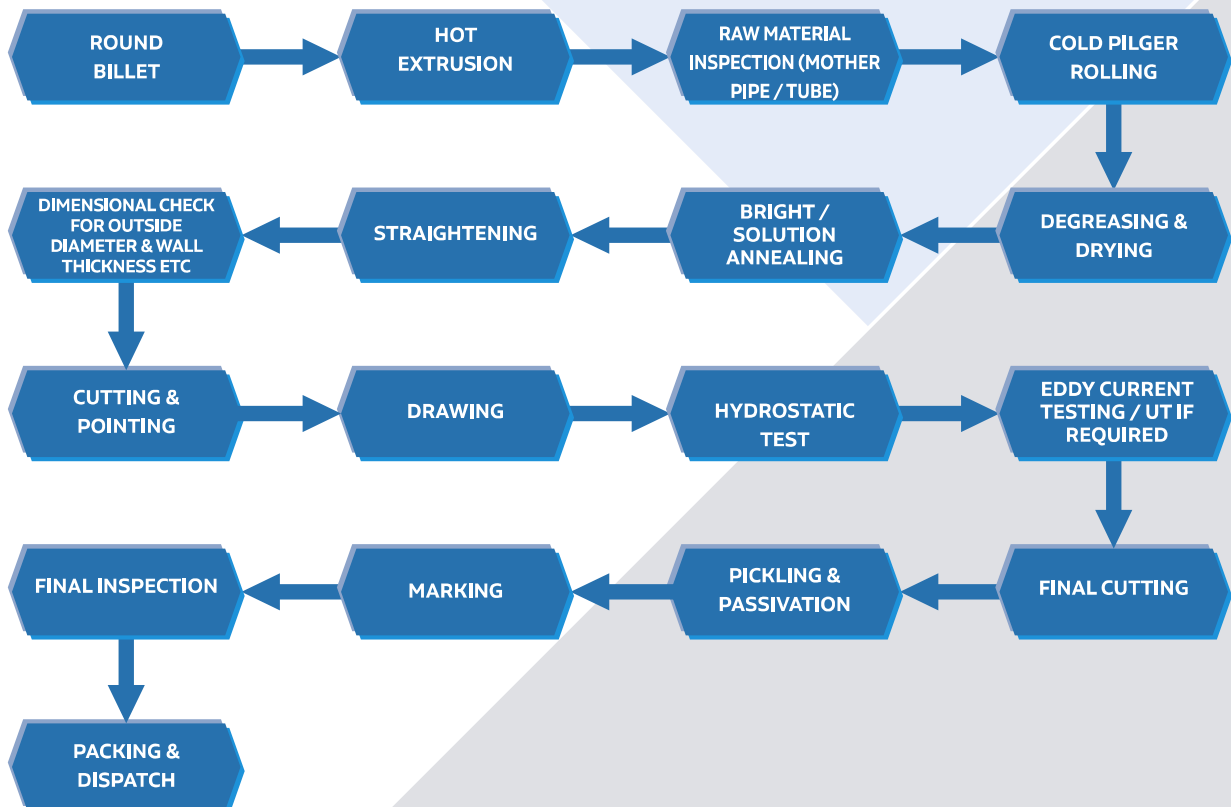 ROUND
BILLET
HOT
EXTRUSION
RAW MATERIAL
INSPECTION (MOTHER
PIPE / TUBE)
COLD PILGER
ROLLING
DEGREASING &
DRYING
BRIGHT /
SOLUTION
ANNEALING
STRAIGHTENING
DIMENSIONAL CHECK
FOR OUTSIDE
DIAMETER & WALL
THICKNESS ETC
CUTTING &
POINTING
DRAWING
HYDROSTATIC
TEST
EDDY CURRENT
TESTING / UT IF
REQUIRED
FINAL CUTTING
PICKLING &
PASSIVATION
MARKING
FINAL INSPECTION
PACKING &
DISPATCH